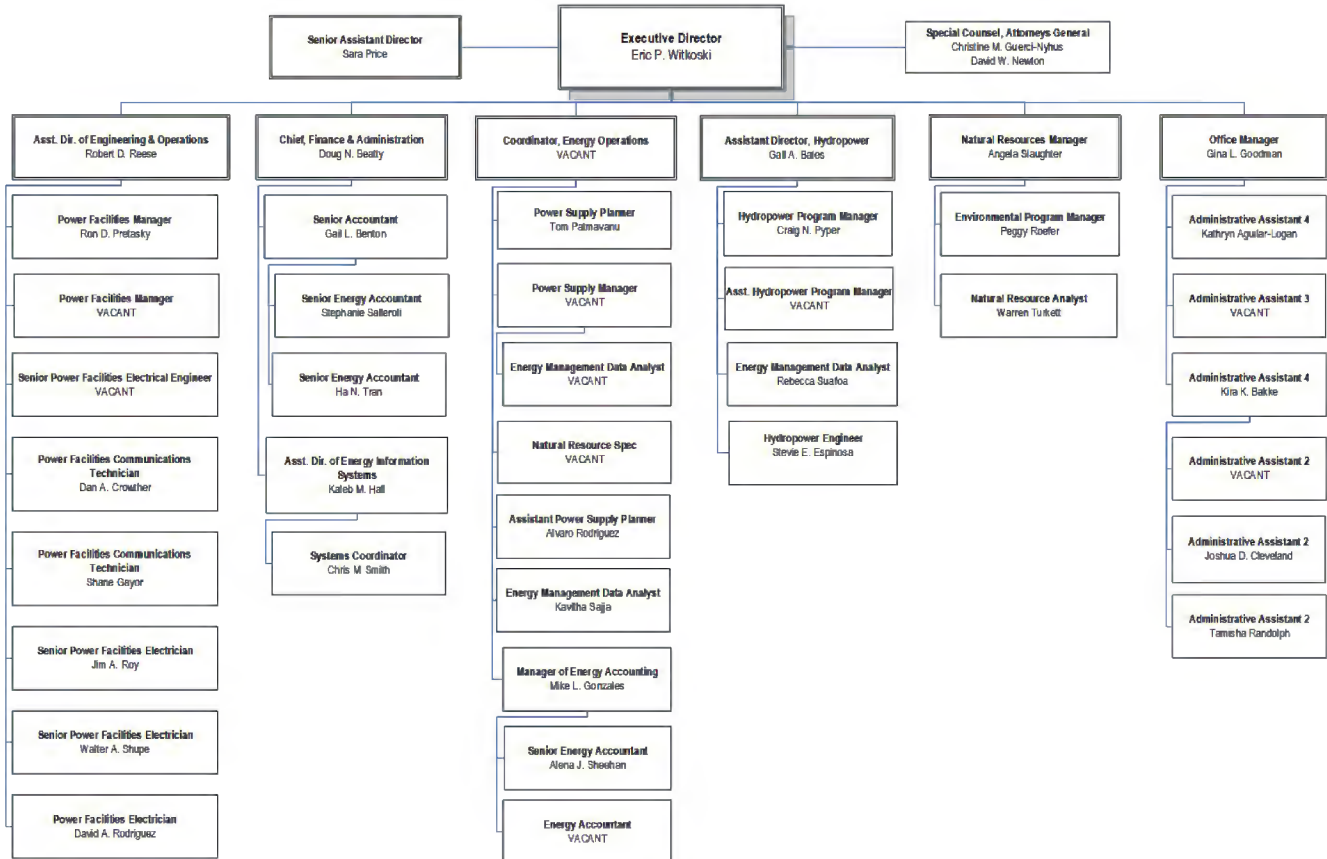 Senior Assistant Director
Sara Price
Executive Director
Eric P. Witkoski
Special Counsel, Attorneys General
Christine M. Guerci-Nyhus
David W. Newton
Asst. Dir. of Engineering & Operations
Robert D. Reese
Power Facilities Manager
Ron D. Pretasky
Power Facilities Manager
VACANT
Senior Power Facilities Electrical Engineer
VACANT
Power Facilities Communications
Technician
Dan A. Crowther
Power Facilities Communications
Technician
Shane Gayor
Senior Power Facilities Electrician
Jim A. Roy
Senior Power Facilities Electrician
Walter A. Shupe
Power Facilities Electrician
David A. Rodriguez
Chief, Finance & Administration
Doug N. Beatty
Senior Accountant
Gail L. Benton
Senior Energy Accountant
Stephanie Salleroli
Senior Energy Accountant
Ha N. Tran
Asst. Dir. of Energy Information
Systems
Kaleb M. Hall
Systems Coordinator
Chris M. Smith
Coordinator, Energy Operations
VACANT
Power Supply Planner
Tom Patmavanu
Power Supply Manager
VACANT
Energy Management Data Analyst
VACANT
Natural Resource Spec
VACANT
Assistant Power Supply Planner
Alvaro Rodriguez
Energy Management Data Analyst
Kavitha Sajja
Manager of Energy Accounting
Mike L. Gonzales
Senior Energy Accountant
Alena J. Sheehan
Energy Accountant
VACANT
Assistant Director, Hydropower
Gail A. Bates
Hydropower Program Manager
Craig N. Pyper
Asst. Hydropower Program Manager
VACANT
Energy Management Data Analyst
Rebecca Suafoa
Hydropower Engineer
Stevie E. Espinosa
Natural Resources Manager
Angela Slaughter
Environmental Program Manager
Peggy Roefer
Natural Resource Analyst
Warren Turkett
Office Manager
Gina L. Goodman
Administrative Assistant 4
Kathryn Aguilar-Logan
Administrative Assistant 3
VACANT
Administrative Assistant 4
Kira K. Bakke
Administrative Assistant 2
VACANT
Administrative Assistant 2
Joshua D. Cleveland
Administrative Assistant 2
Tamisha Randolph